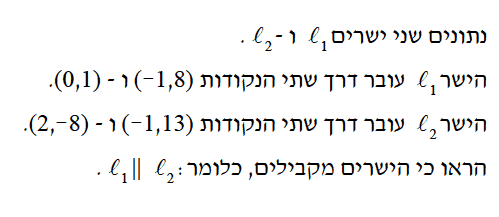 נתונים שני ישרים ℓ₁ ו - ℓ₂ .
הישר ℓ₁ עובר דרך שתי הנקודות (−1,8) ו - (0,1).
הישר ℓ₂ עובר דרך שתי הנקודות (−1,13) ו - (2,−8).
הראו כי הישרים מקבילים, כלומר: ℓ₁ || ℓ₂ .